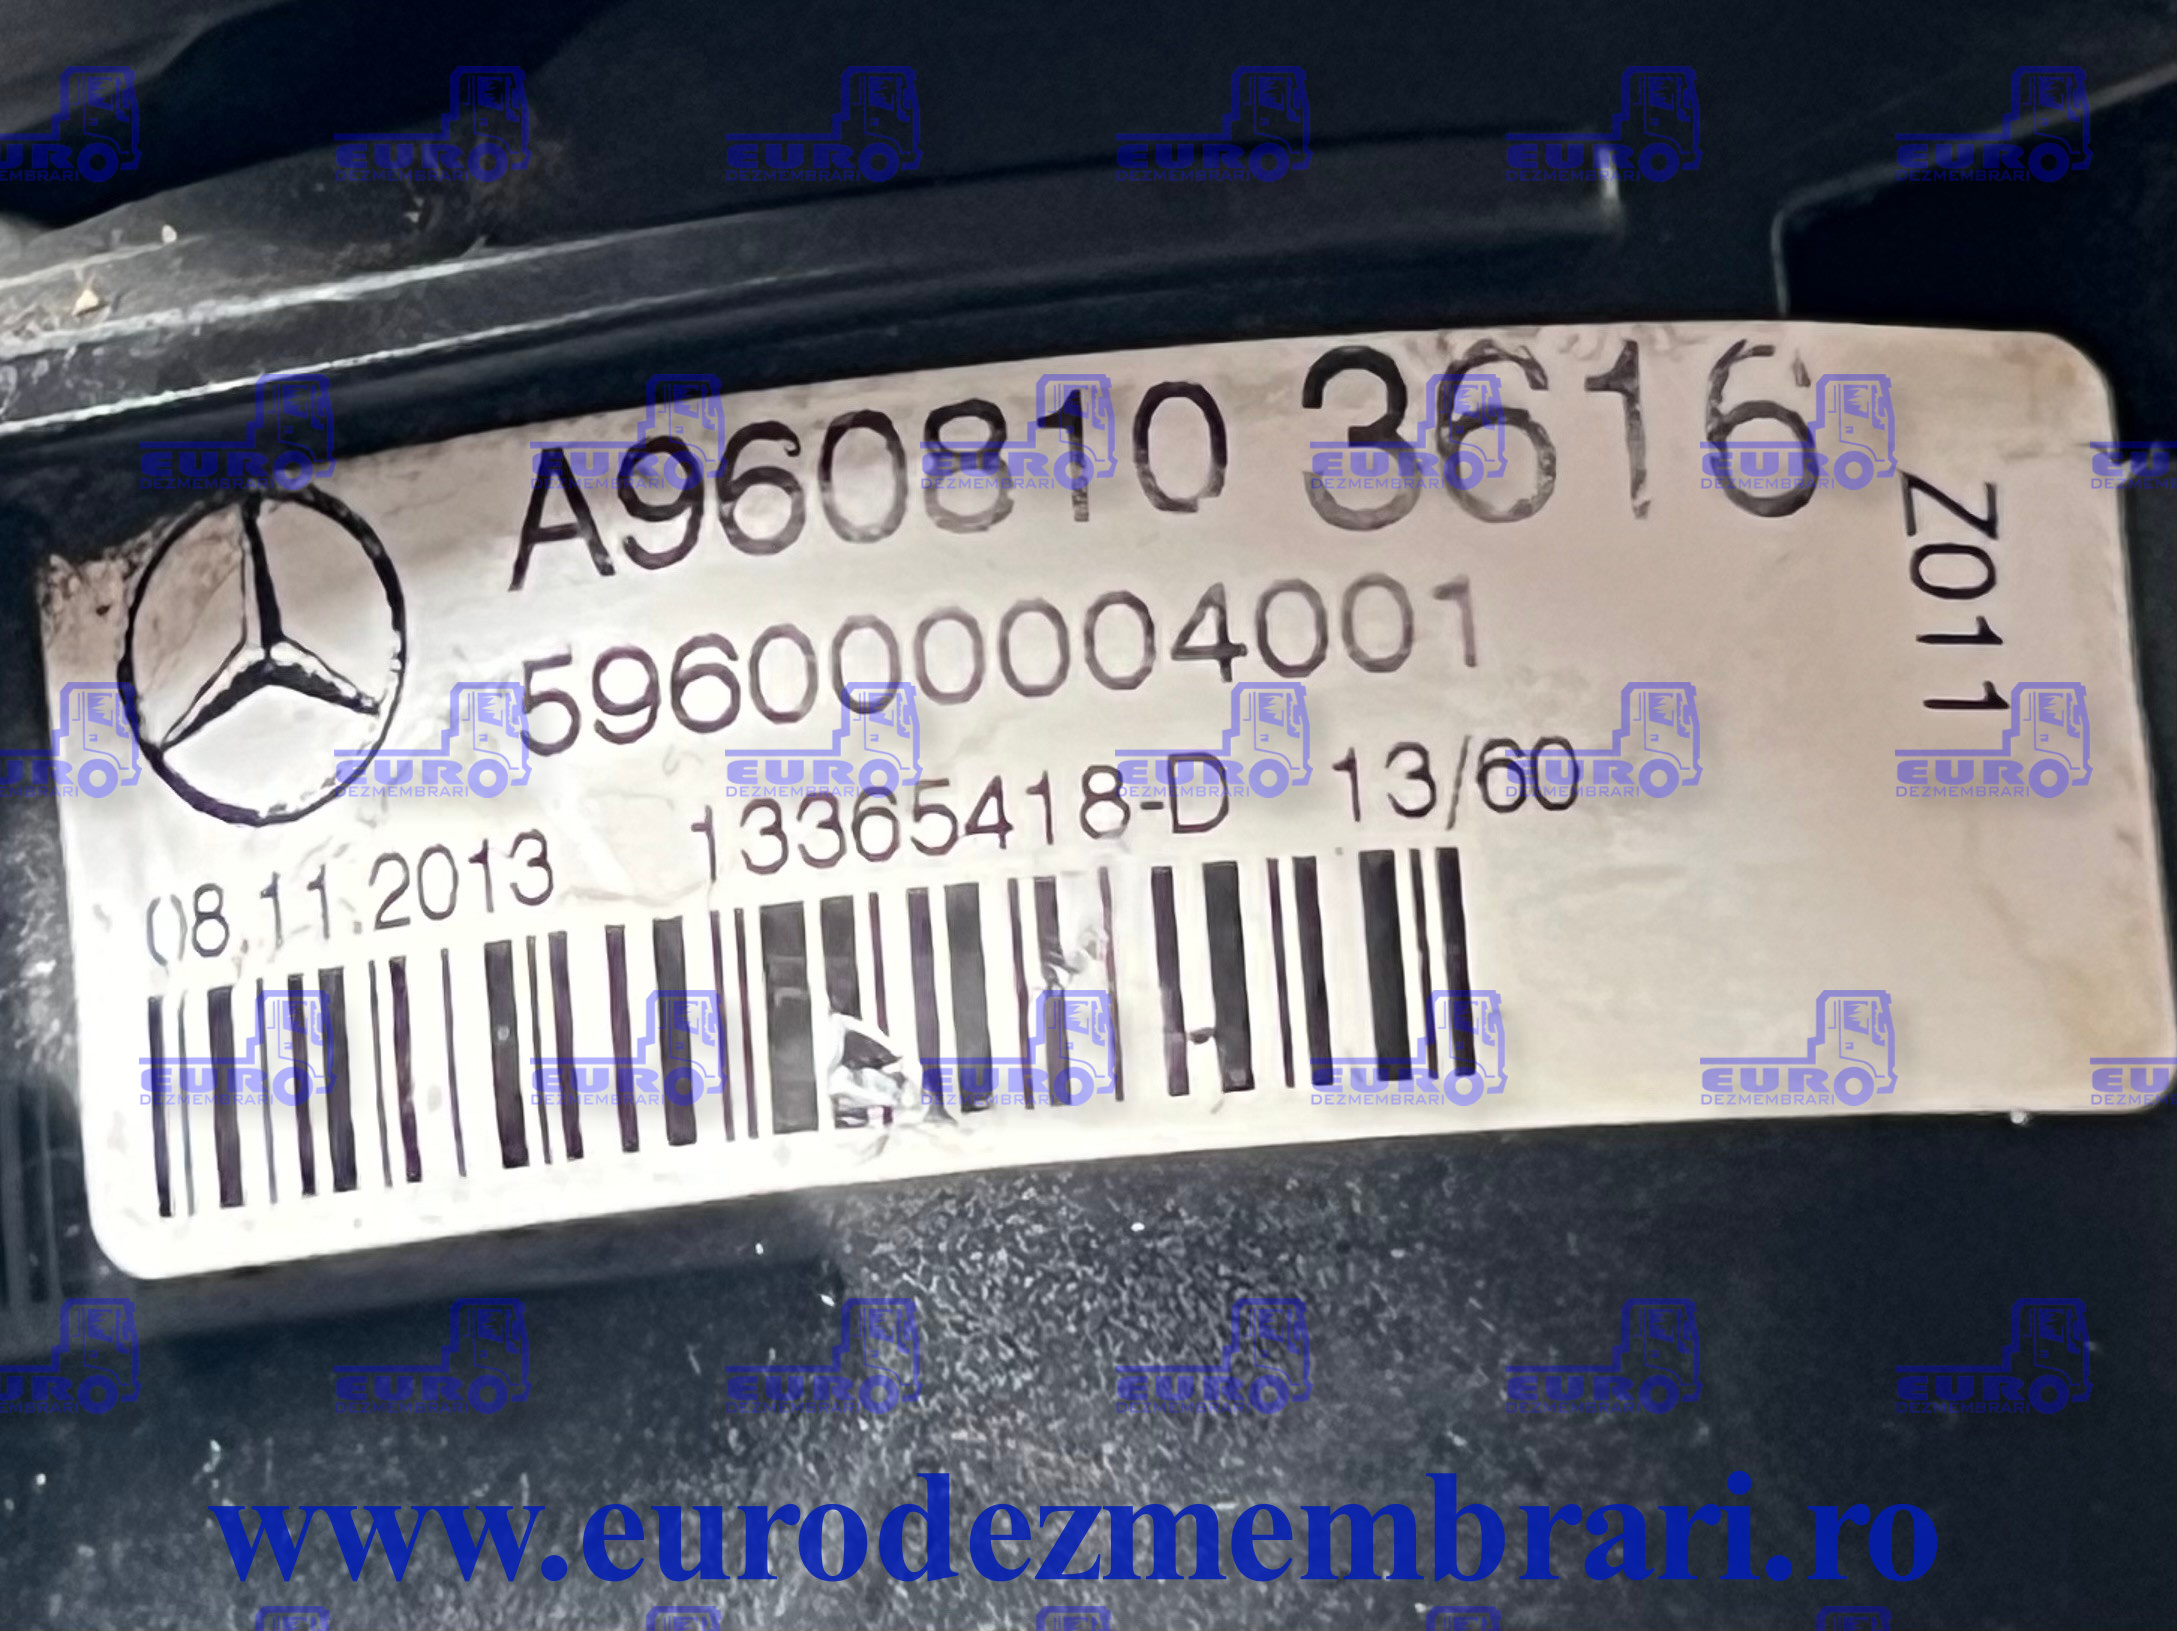 A960810 3616
Z011
596000004001
08.11.2013 13365418-D 13/60
EURO
DEZMEMBRARI
www.eurodezmembrari.ro